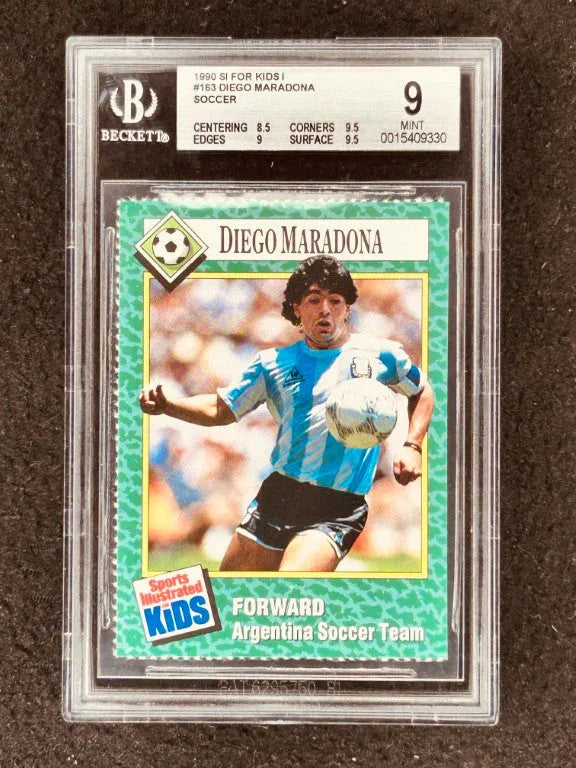 1990 SI FOR KIDS I
#163 DIEGO MARADONA
SOCCER
B
BECKETT®
CENTERING 8.5 CORNERS 9.5
EDGES 9 SURFACE 9.5
9
MINT
0015409330
DIEGO MARADONA
Sports
Illustrated
KIDS
FORWARD
Argentina Soccer Team